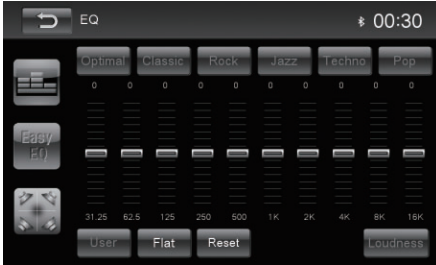 EQ 00:30
Optimal Classic Rock Jazz Techno Pop
0 0 0 0 0 0 0 0 0 0
Easy
EQ
31.25 62.5 125 250 500 1K 2K 4K 8K 16K
User Flat Reset Loudness